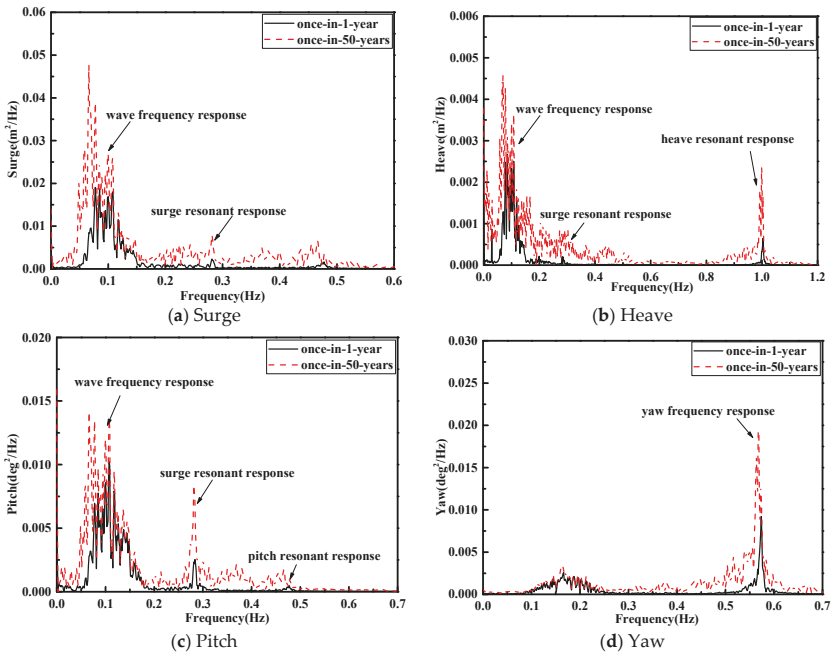 0.06
0.05
0.04
0.03
0.02
0.01
0.00
Surge(m²/Hz)
once-in-1-year
once-in-50-years
wave frequency response
surge resonant response
0.0 0.1 0.2 0.3 0.4 0.5 0.6
Frequency(Hz)
(a) Surge
0.006
0.005
0.004
0.003
0.002
0.001
0.000
Heave(m²/Hz)
once-in-1-year
once-in-50-years
wave frequency response
heave resonant response
surge resonant response
0.0 0.2 0.4 0.6 0.8 1.0 1.2
Frequency(Hz)
(b) Heave
0.020
0.015
0.010
0.005
0.000
Pitch(deg²/Hz)
once-in-1-year
once-in-50-years
wave frequency response
surge resonant response
pitch resonant response
0.0 0.1 0.2 0.3 0.4 0.5 0.6 0.7
Frequency(Hz)
(c) Pitch
0.030
0.025
0.020
0.015
0.010
0.005
0.000
Yaw(deg²/Hz)
once-in-1-year
once-in-50-years
yaw frequency response
0.0 0.1 0.2 0.3 0.4 0.5 0.6 0.7
Frequency(Hz)
(d) Yaw